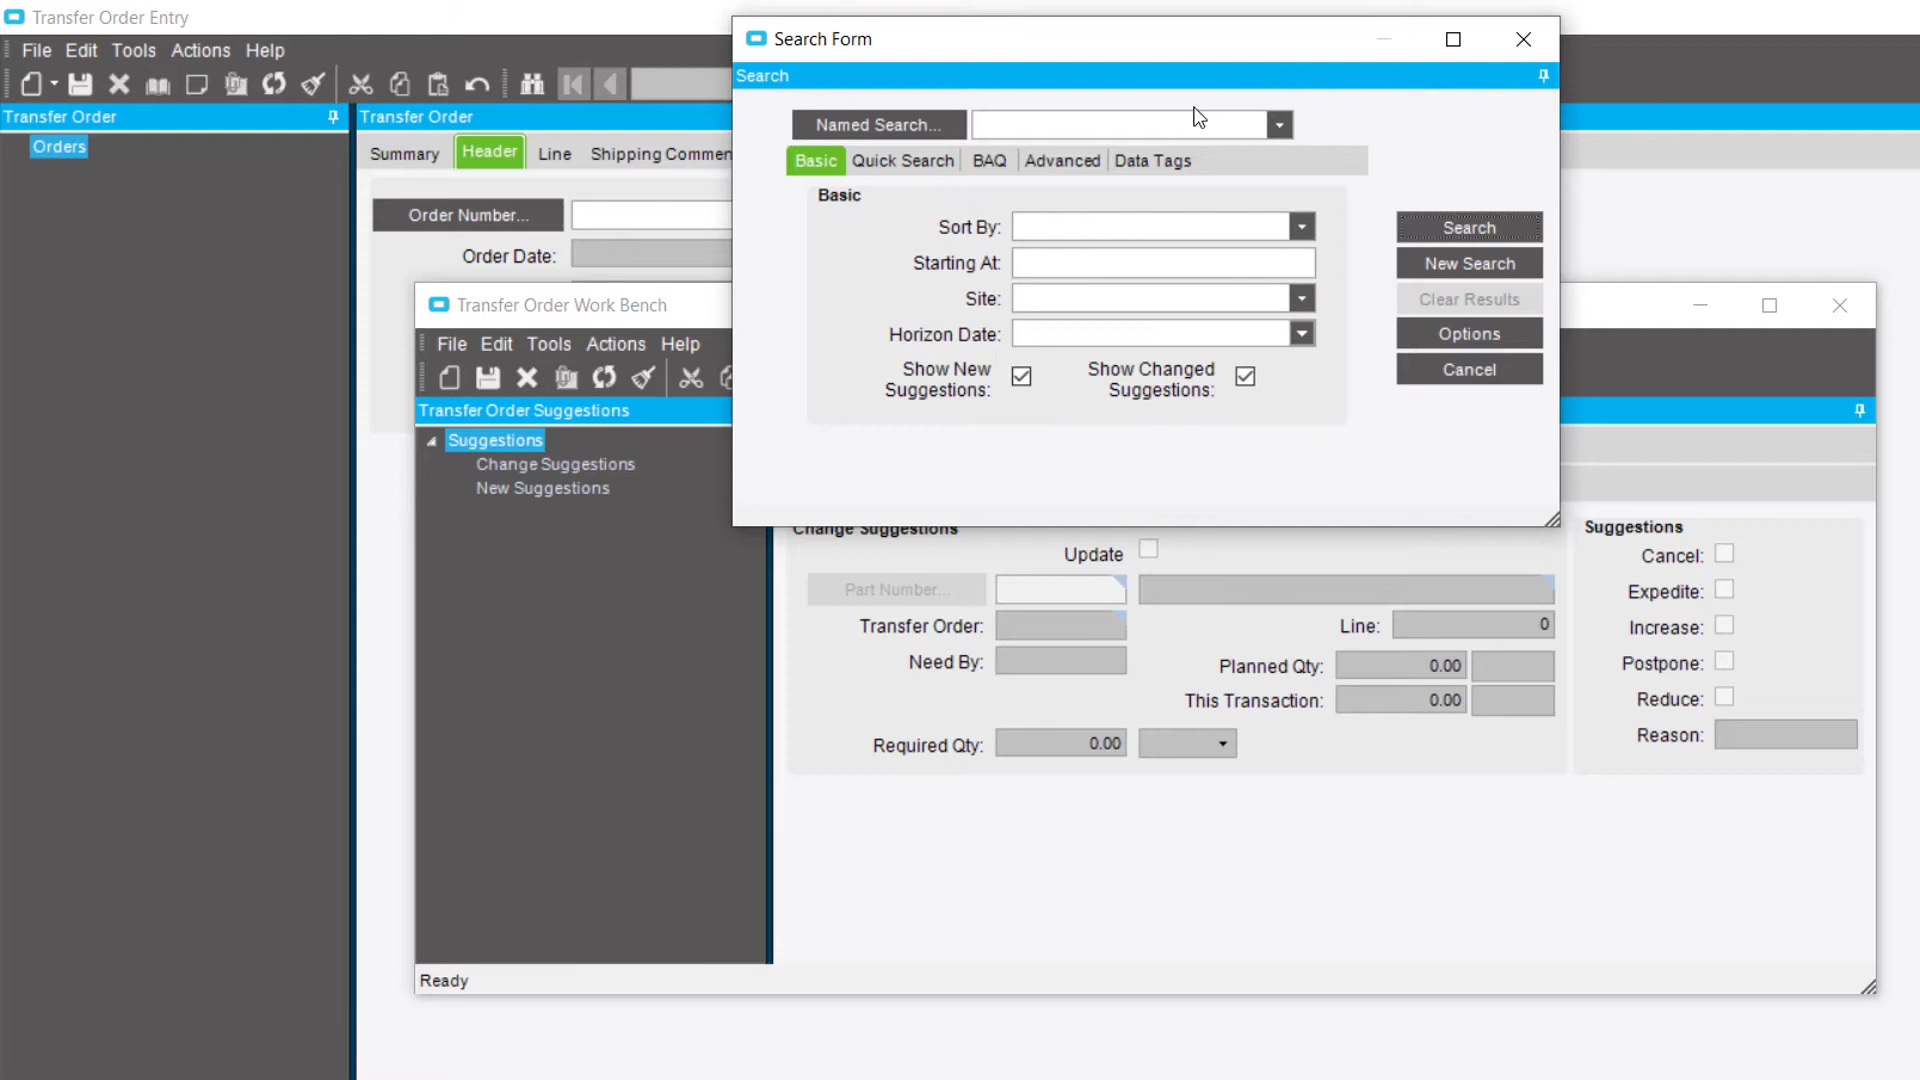 Transfer Order Entry
File Edit Tools Actions Help
Transfer Order
Orders
Transfer Order
Summary Header Line Shipping Commen
Order Number...
Order Date:
Search Form
Search
Named Search...
Basic Quick Search BAQ Advanced Data Tags
Basic
Sort By:
Starting At:
Site:
Horizon Date:
Show New
Suggestions:
Show Changed
Suggestions:
Search
New Search
Clear Results
Options
Cancel
Transfer Order Work Bench
File Edit Tools Actions Help
Transfer Order Suggestions
Suggestions
Change Suggestions
New Suggestions
Change Suggestions
Update
Part Number...
Transfer Order:
Line: 0
Need By:
Planned Qty: 0.00
This Transaction: 0.00
Required Qty: 0.00
Suggestions
Cancel:
Expedite:
Increase:
Postpone:
Reduce:
Reason:
Ready